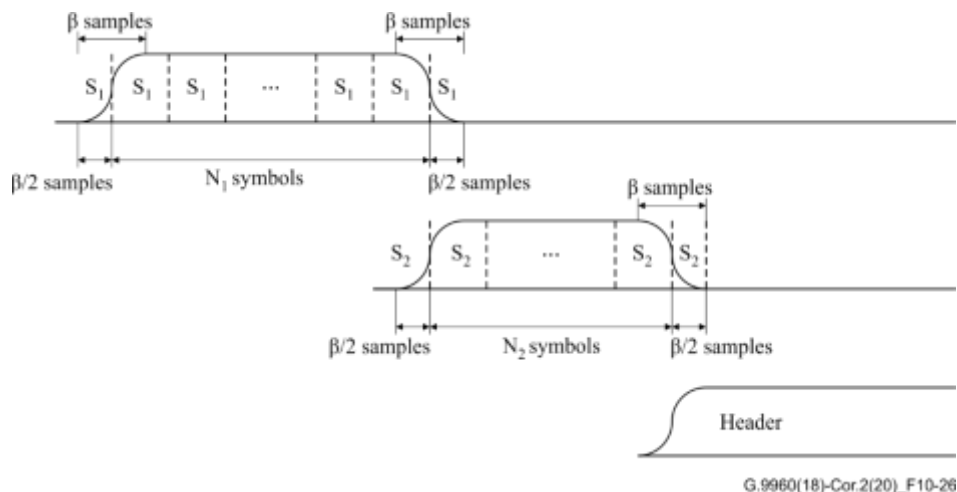 β samples β samples
S₁ S₁ S₁ ... S₁ S₁ S₁
β/2 samples N₁ symbols β/2 samples
β samples
S₂ S₂ ... S₂ S₂
β/2 samples N₂ symbols β/2 samples
Header
G.9960(18)-Cor.2(20)_F10-26